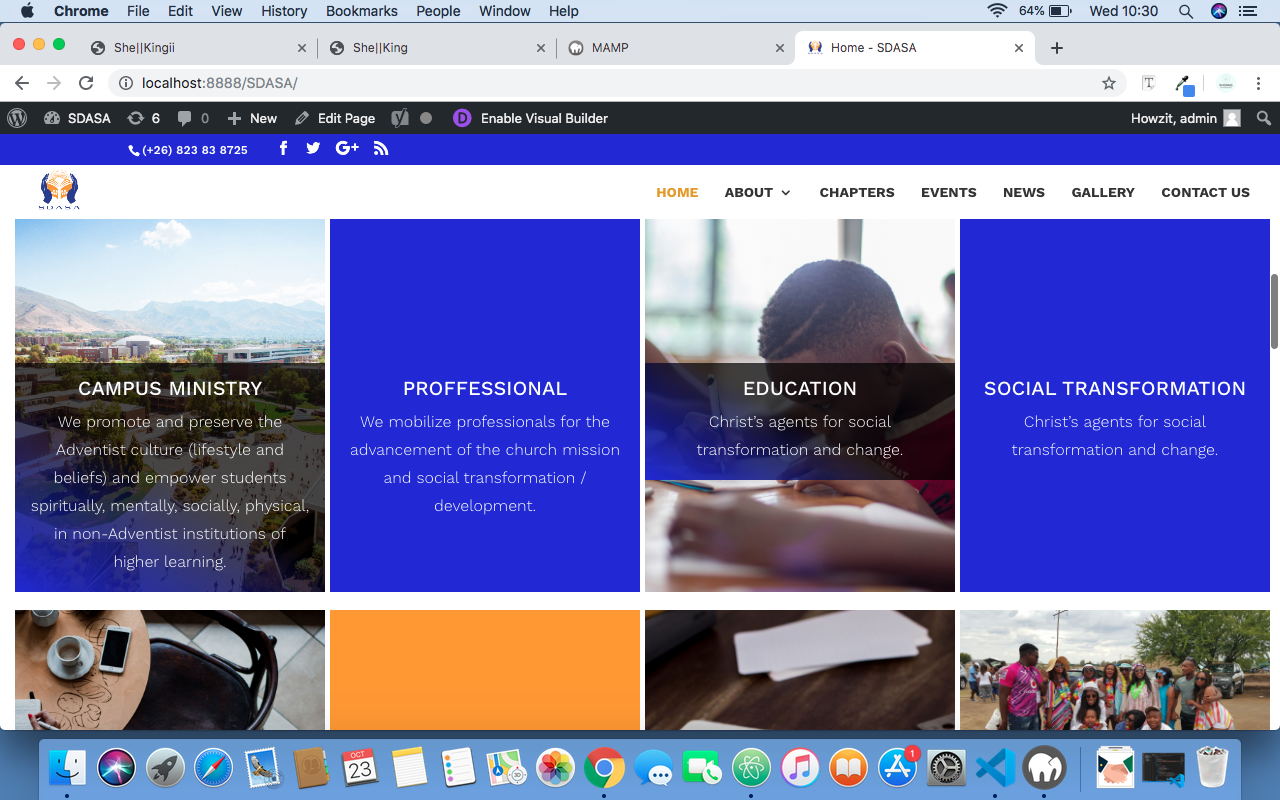 Chrome File Edit View History Bookmarks People Window Help 64% Wed 10:30
She||Kingii She||King MAMP Home - SDASA
localhost:8888/SDASA/
SDASA 6 0 New Edit Page Enable Visual Builder Howzit, admin
(+26) 823 83 8725 G+
SDASA
HOME ABOUT CHAPTERS EVENTS NEWS GALLERY CONTACT US
CAMPUS MINISTRY
We promote and preserve the
Adventist culture (lifestyle and
beliefs) and empower students
spiritually, mentally, socially, physical,
in non-Adventist institutions of
higher learning.
PROFFESSIONAL
We mobilize professionals for the
advancement of the church mission
and social transformation /
development.
EDUCATION
Christ’s agents for social
transformation and change.
SOCIAL TRANSFORMATION
Christ’s agents for social
transformation and change.
OCT
23
1